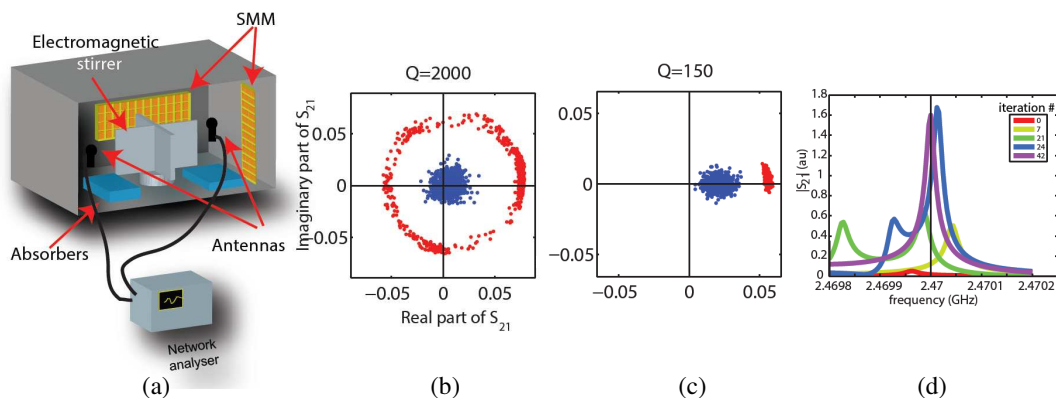 SMM
Electromagnetic
stirrer
Absorbers
Antennas
Network
analyser
(a)
Q=2000
Imaginary part of S21
0.05
0
-0.05
−0.05
0
0.05
Real part of S21
(b)
Q=150
0.05
0
-0.05
−0.05
0
0.05
(c)
|S21| (au)
1.8
1.6
1.4
1.2
1
0.8
0.6
0.4
0.2
0
iteration #
0
7
21
24
42
2.4698
2.4699
2.47
2.4701
2.4702
frequency (GHz)
(d)